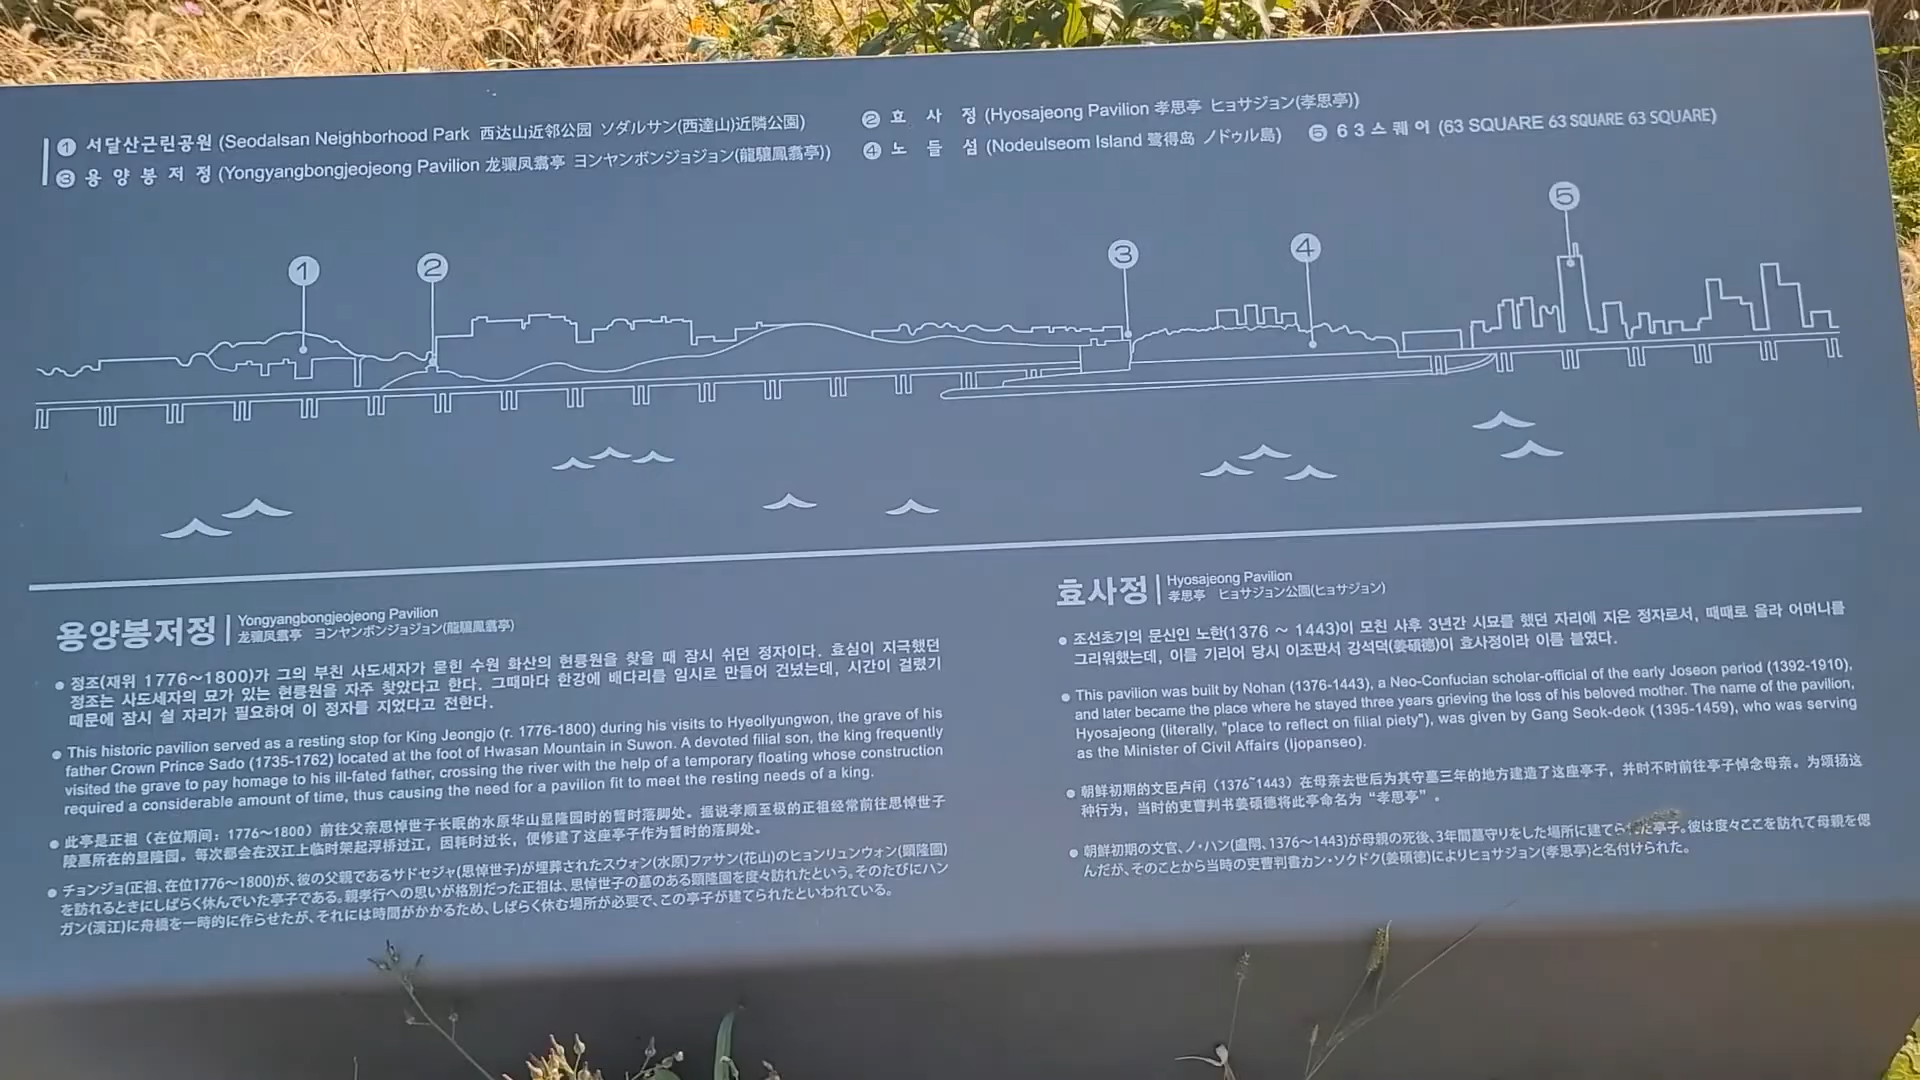 ① 서달산근린공원 (Seodalsan Neighborhood Park 西达山近邻公园 ソダルサン(西達山)近隣公園)
② 효 사 정 (Hyosajeong Pavilion 孝思亭 ヒョサジョン(孝思亭))
③ 용 양 봉 저 정 (Yongyangbongjeojeong Pavilion 龙骧凤翥亭 ヨンヤンボンジョジョン(龍驤鳳翥亭))
④ 노 들 섬 (Nodeulseom Island 鹭得岛 ノドゥル島)
⑤ 6 3 스 퀘 어 (63 SQUARE 63 SQUARE 63 SQUARE)
1
2
3
4
5
용양봉저정 | Yongyangbongjeojeong Pavilion
龙骧凤翥亭 ヨンヤンボンジョジョン(龍驤鳳翥亭)
● 정조(재위 1776～1800)가 그의 부친 사도세자가 묻힌 수원 화산의 현륭원을 찾을 때 잠시 쉬던 정자이다. 효심이 지극했던
정조는 사도세자의 묘가 있는 현륭원을 자주 찾았다고 한다. 그때마다 한강에 배다리를 임시로 만들어 건넜는데, 시간이 걸렸기
때문에 잠시 쉴 자리가 필요하여 이 정자를 지었다고 전한다.
● This historic pavilion served as a resting stop for King Jeongjo (r. 1776-1800) during his visits to Hyeollyungwon, the grave of his
father Crown Prince Sado (1735-1762) located at the foot of Hwasan Mountain in Suwon. A devoted filial son, the king frequently
visited the grave to pay homage to his ill-fated father, crossing the river with the help of a temporary floating whose construction
required a considerable amount of time, thus causing the need for a pavilion fit to meet the resting needs of a king.
● 此亭是正祖（在位期间：1776～1800）前往父亲思悼世子长眠的水原华山显隆园时的暂时落脚处。据说孝顺至极的正祖经常前往思悼世子
陵墓所在的显隆园。每次都会在汉江上临时架起浮桥过江，因耗时过长，便修建了这座亭子作为暂时的落脚处。
● チョンジョ(正祖、在位1776～1800)が、彼の父親であるサドセジャ(思悼世子)が埋葬されたスウォン(水原)ファサン(花山)のヒョンリュンウォン(顕隆園)
を訪れるときにしばらく休んでいた亭子である。親孝行への思いが格別だった正祖は、思悼世子の墓のある顕隆園を度々訪れたという。そのたびにハン
ガン(漢江)に舟橋を一時的に作らせたが、それには時間がかかるため、しばらく休む場所が必要で、この亭子が建てられたといわれている。
효사정 | Hyosajeong Pavilion
孝思亭 ヒョサジョン公園(ヒョサジョン)
● 조선초기의 문신인 노한(1376 ～ 1443)이 모친 사후 3년간 시묘를 했던 자리에 지은 정자로서, 때때로 올라 어머니를
그리워했는데, 이를 기리어 당시 이조판서 강석덕(姜碩德)이 효사정이라 이름 붙였다.
● This pavilion was built by Nohan (1376-1443), a Neo-Confucian scholar-official of the early Joseon period (1392-1910),
and later became the place where he stayed three years grieving the loss of his beloved mother. The name of the pavilion,
Hyosajeong (literally, "place to reflect on filial piety"), was given by Gang Seok-deok (1395-1459), who was serving
as the Minister of Civil Affairs (Ijopanseo).
● 朝鲜初期的文臣卢闬（1376~1443）在母亲去世后为其守墓三年的地方建造了这座亭子，并时不时前往亭子悼念母亲。为颂扬这
种行为，当时的吏曹判书姜碩德将此亭命名为“孝思亭”。
● 朝鮮初期の文官、ノ・ハン(盧閈、1376～1443)が母親の死後、3年間墓守りをした場所に建てら 亭子。彼は度々ここを訪れて母親を偲
んだが、そのことから当時の吏曹判書カン・ソクドク(姜碩德)によりヒョサジョン(孝思亭)と名付けられた。